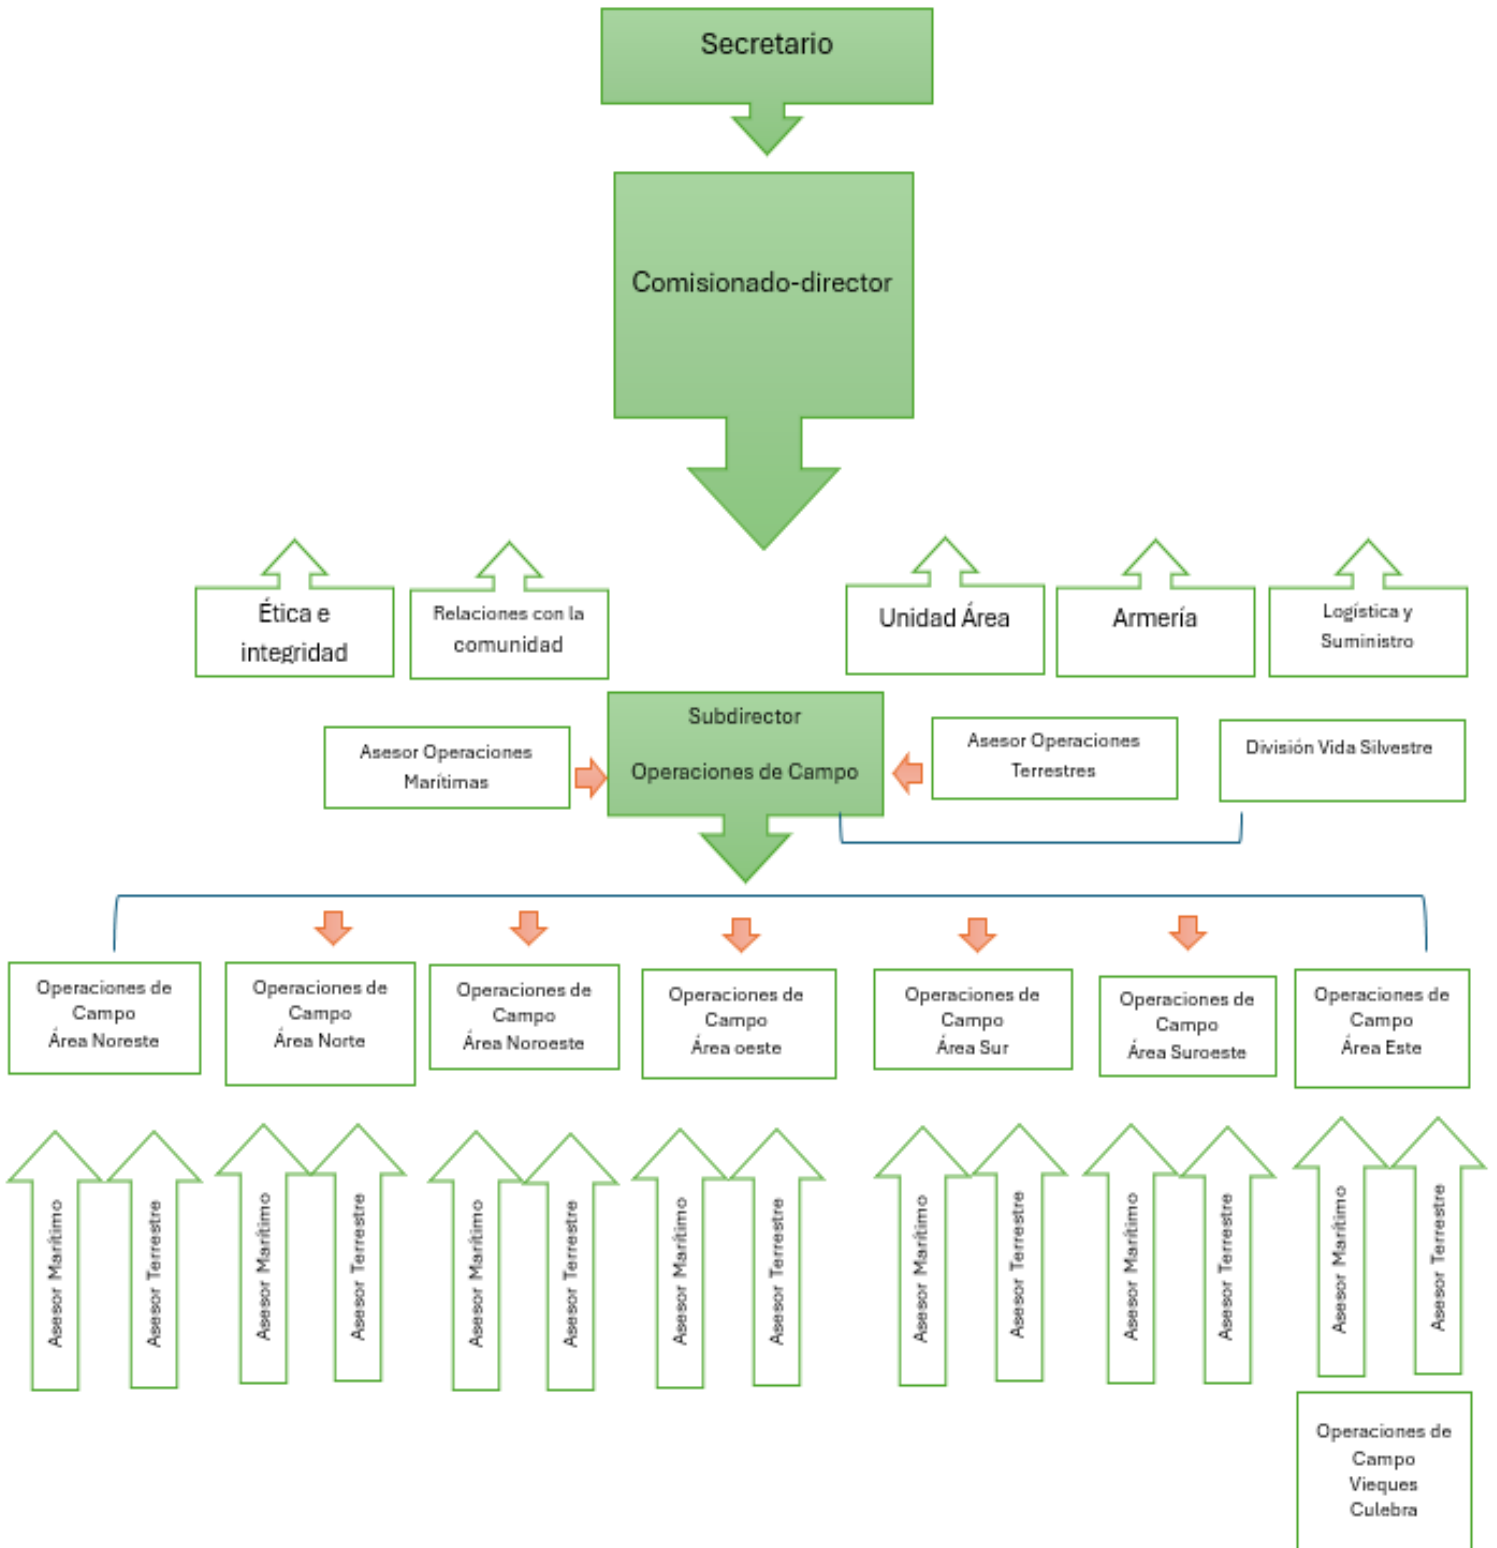 Secretario
Comisionado-director
Ética e
integridad
Relaciones con la
comunidad
Unidad Área
Armería
Logística y
Suministro
Asesor Operaciones
Marítimas
Subdirector
Operaciones de Campo
Asesor Operaciones
Terrestres
División Vida Silvestre
Operaciones de
Campo
Área Noreste
Operaciones de
Campo
Área Norte
Operaciones de
Campo
Área Noroeste
Operaciones de
Campo
Área oeste
Operaciones de
Campo
Área Sur
Operaciones de
Campo
Área Suroeste
Operaciones de
Campo
Área Este
Asesor Marítimo
Asesor Terrestre
Asesor Marítimo
Asesor Terrestre
Asesor Marítimo
Asesor Terrestre
Asesor Marítimo
Asesor Terrestre
Asesor Marítimo
Asesor Terrestre
Asesor Marítimo
Asesor Terrestre
Asesor Marítimo
Asesor Terrestre
Operaciones de
Campo
Vieques
Culebra